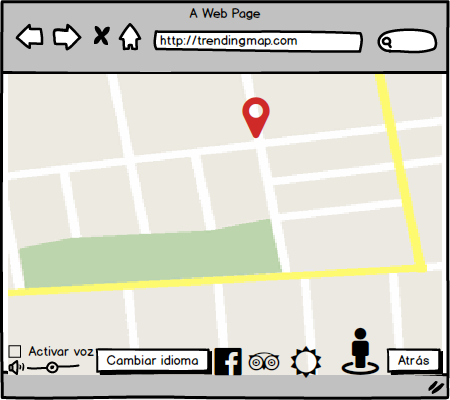 A Web Page
http://trendingmap.com
Activar voz
Cambiar idioma
f
Atrás